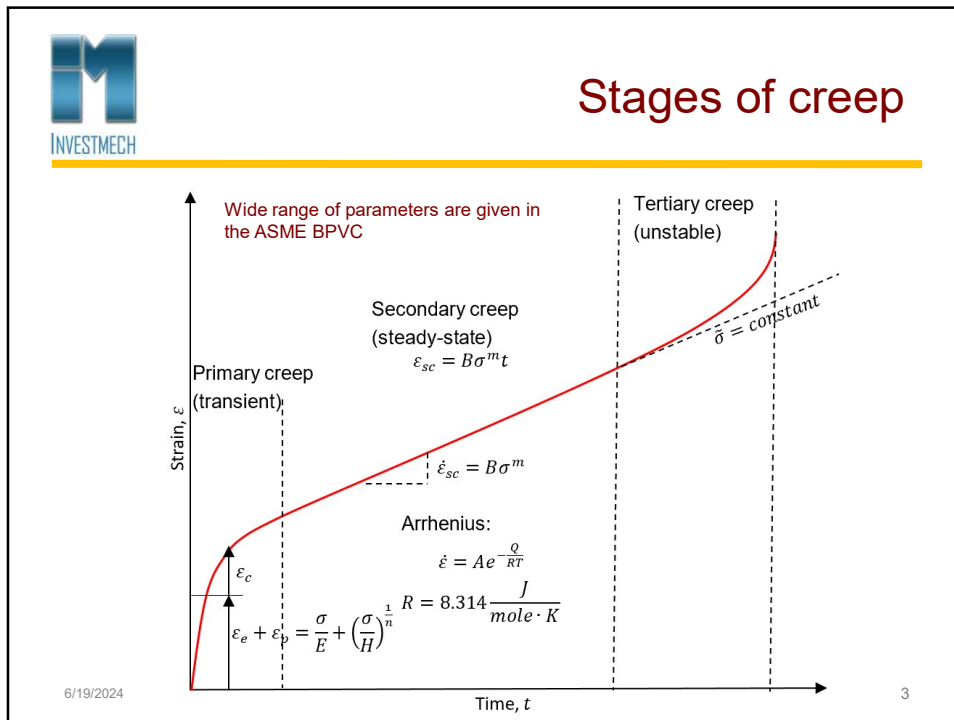 INVESTMECH
Stages of creep
Wide range of parameters are given in
the ASME BPVC
Tertiary creep
(unstable)
Secondary creep
(steady-state)
ε_sc = Bσ^m t
σ̃ = constant
Primary creep
(transient)
Strain, ε
ε̇_sc = Bσ^m
Arrhenius:
ε̇ = Ae^(-Q/RT)
ε_c
R = 8.314 J/(mole · K)
ε_e + ε_p = σ/E + (σ/H)^(1/n)
6/19/2024
Time, t
3